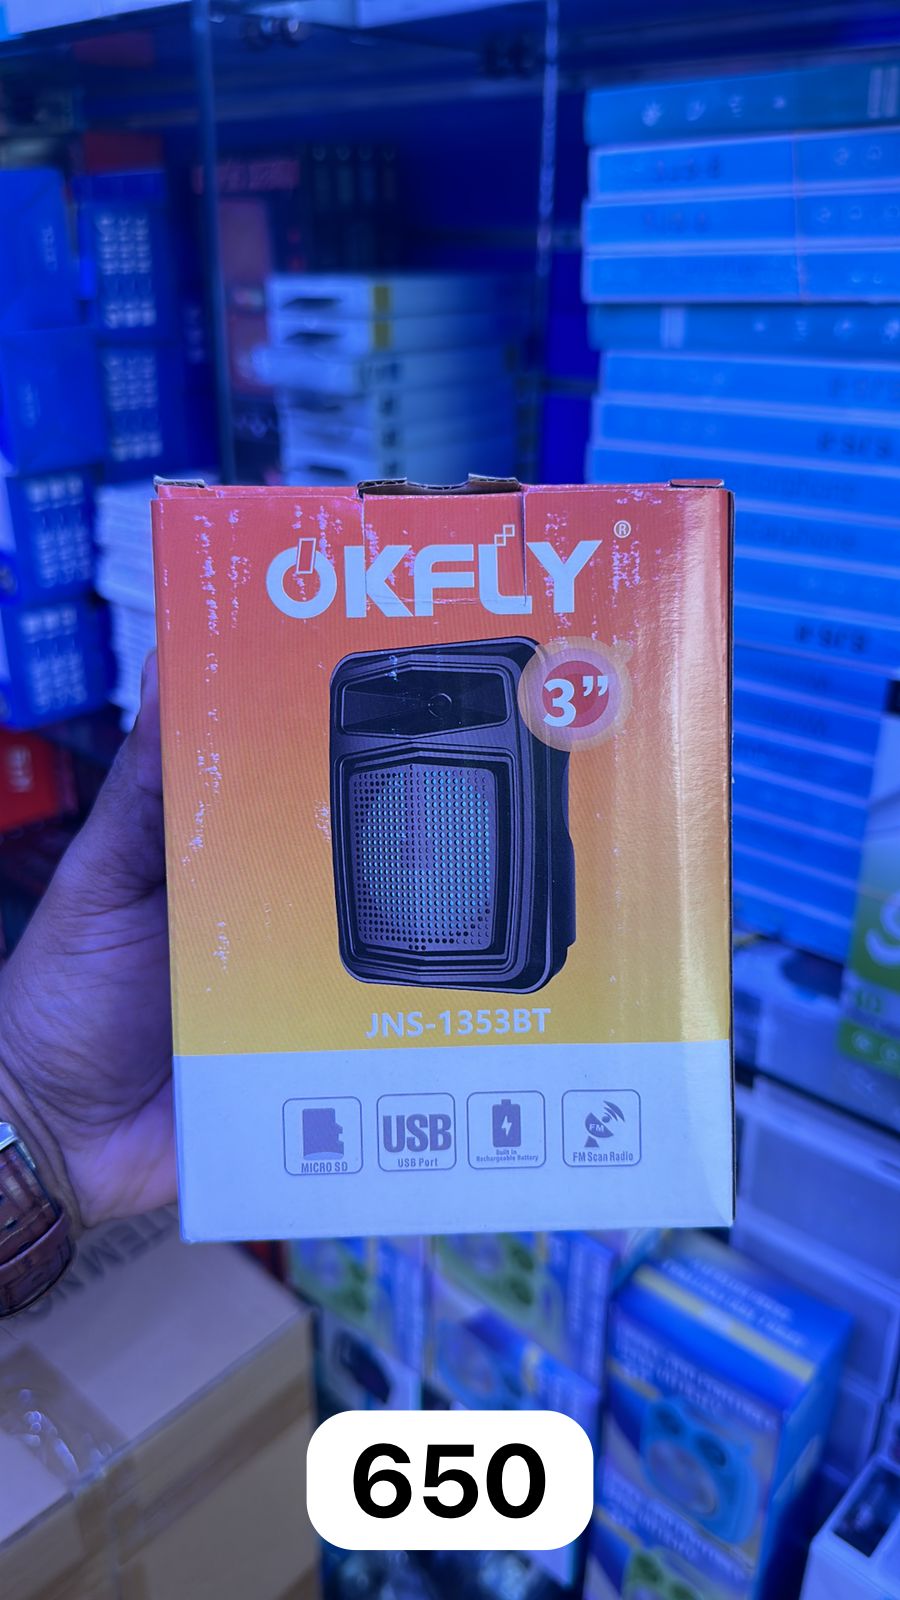 OKFLY®
3”
JNS-1353BT
MICRO SD
USB
USB Port
Built in
Rechargeable Battery
FM
FM Scan Radio
650